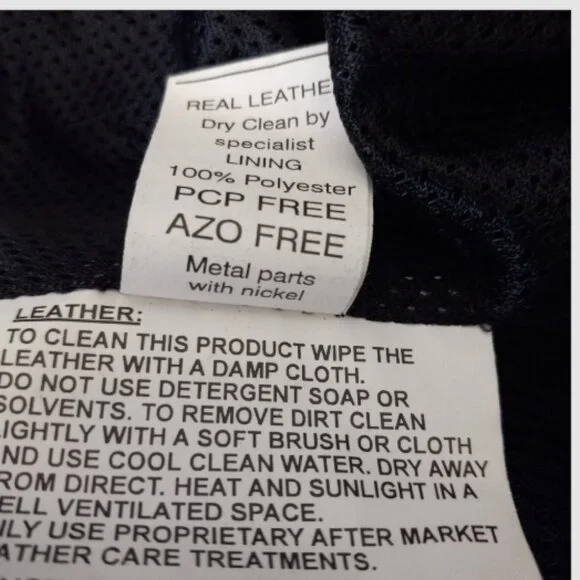 REAL LEATHE
Dry Clean by
specialist
LINING
100% Polyester
PCP FREE
AZO FREE
Metal parts
with nickel
LEATHER:
TO CLEAN THIS PRODUCT WIPE THE
LEATHER WITH A DAMP CLOTH.
DO NOT USE DETERGENT SOAP OR
SOLVENTS. TO REMOVE DIRT CLEAN
IGHTLY WITH A SOFT BRUSH OR CLOTH
ND USE COOL CLEAN WATER. DRY AWAY
ROM DIRECT. HEAT AND SUNLIGHT IN A
ELL VENTILATED SPACE.
ILY USE PROPRIETARY AFTER MARKET
ATHER CARE TREATMENTS.